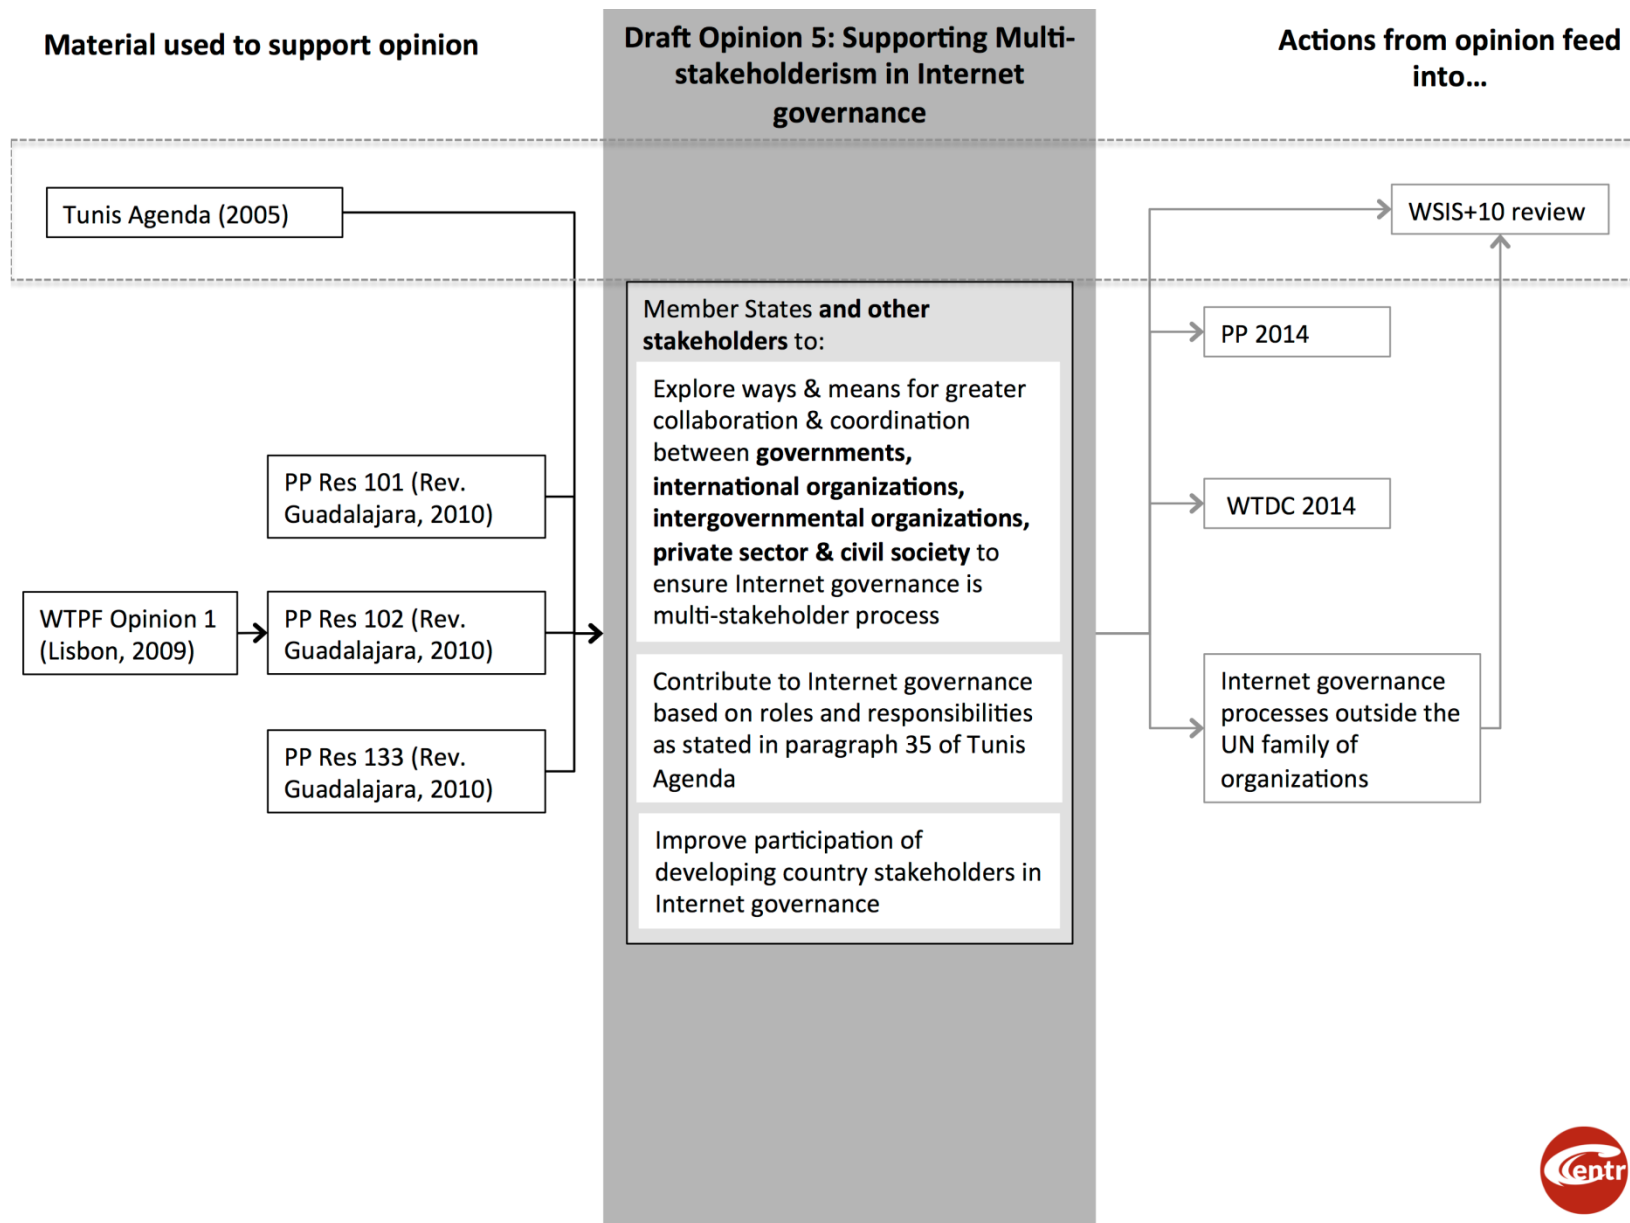 Material used to support opinion
Draft Opinion 5: Supporting Multi-
stakeholderism in Internet
governance
Actions from opinion feed
into...
Tunis Agenda (2005)
PP Res 101 (Rev.
Guadalajara, 2010)
WTPF Opinion 1
(Lisbon, 2009)
PP Res 102 (Rev.
Guadalajara, 2010)
PP Res 133 (Rev.
Guadalajara, 2010)
Member States and other
stakeholders to:
Explore ways & means for greater
collaboration & coordination
between governments,
international organizations,
intergovernmental organizations,
private sector & civil society to
ensure Internet governance is
multi-stakeholder process
Contribute to Internet governance
based on roles and responsibilities
as stated in paragraph 35 of Tunis
Agenda
Improve participation of
developing country stakeholders in
Internet governance
WSIS+10 review
PP 2014
WTDC 2014
Internet governance
processes outside the
UN family of
organizations
Centr